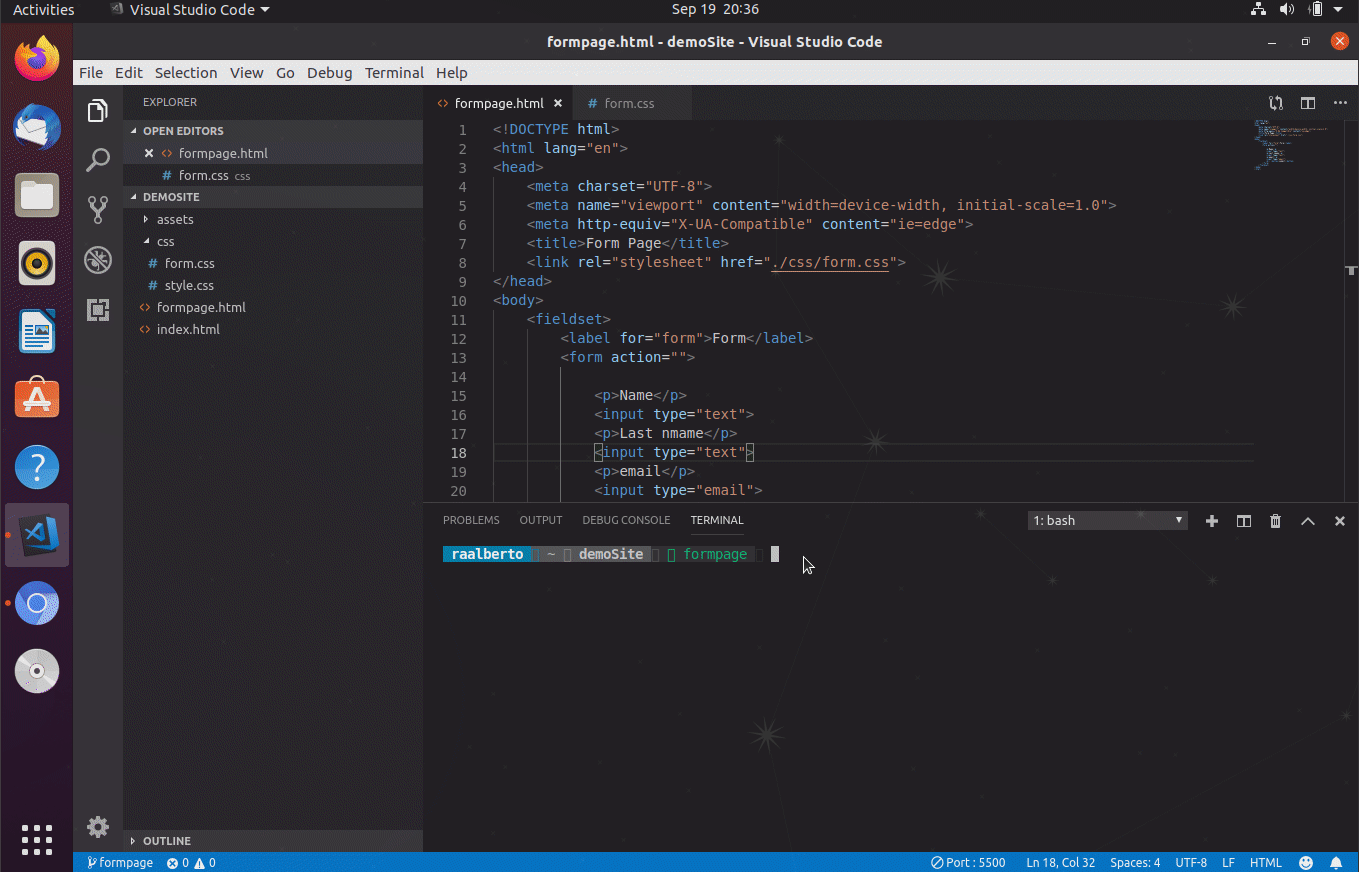 Activities Visual Studio Code Sep 19 20:36
formpage.html - demoSite - Visual Studio Code
File Edit Selection View Go Debug Terminal Help
EXPLORER
OPEN EDITORS
formpage.html
# form.css css
DEMOSITE
assets
css
# form.css
# style.css
<> formpage.html
<> index.html
OUTLINE
<> formpage.html # form.css
1 <!DOCTYPE html>
2 <html lang="en">
3 <head>
4 <meta charset="UTF-8">
5 <meta name="viewport" content="width=device-width, initial-scale=1.0">
6 <meta http-equiv="X-UA-Compatible" content="ie=edge">
7 <title>Form Page</title>
8 <link rel="stylesheet" href="./css/form.css">
9 </head>
10 <body>
11 <fieldset>
12 <label for="form">Form</label>
13 <form action="">
14
15 <p>Name</p>
16 <input type="text">
17 <p>Last nmame</p>
18 <input type="text">
19 <p>email</p>
20 <input type="email">
PROBLEMS OUTPUT DEBUG CONSOLE TERMINAL 1: bash
raalberto ~ demoSite formpage
formpage 0 0 Port : 5500 Ln 18, Col 32 Spaces: 4 UTF-8 LF HTML